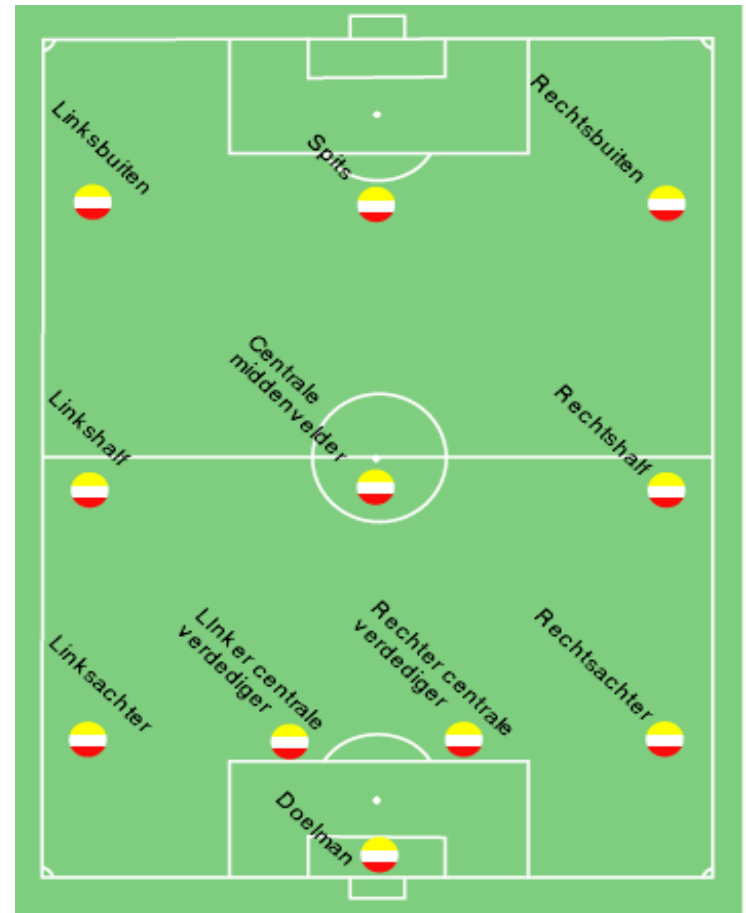 Linksbuiten
Spits
Rechtsbuiten
Centrale
middenvelder
Linkshalf
Rechtshalf
LInker centrale
verdediger
Rechter centrale
verdediger
Linksachter
Rechtsachter
Doelman